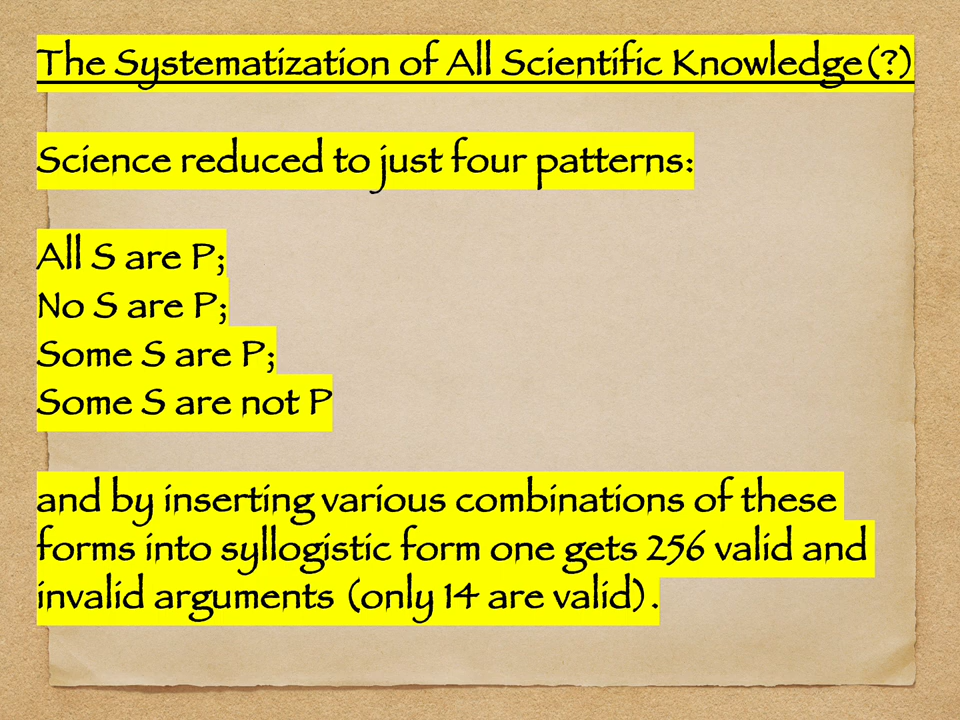 The Systematization of All Scientific Knowledge(?)
Science reduced to just four patterns:
All S are P;
No S are P;
Some S are P;
Some S are not P
and by inserting various combinations of these
forms into syllogistic form one gets 256 valid and
invalid arguments (only 14 are valid).